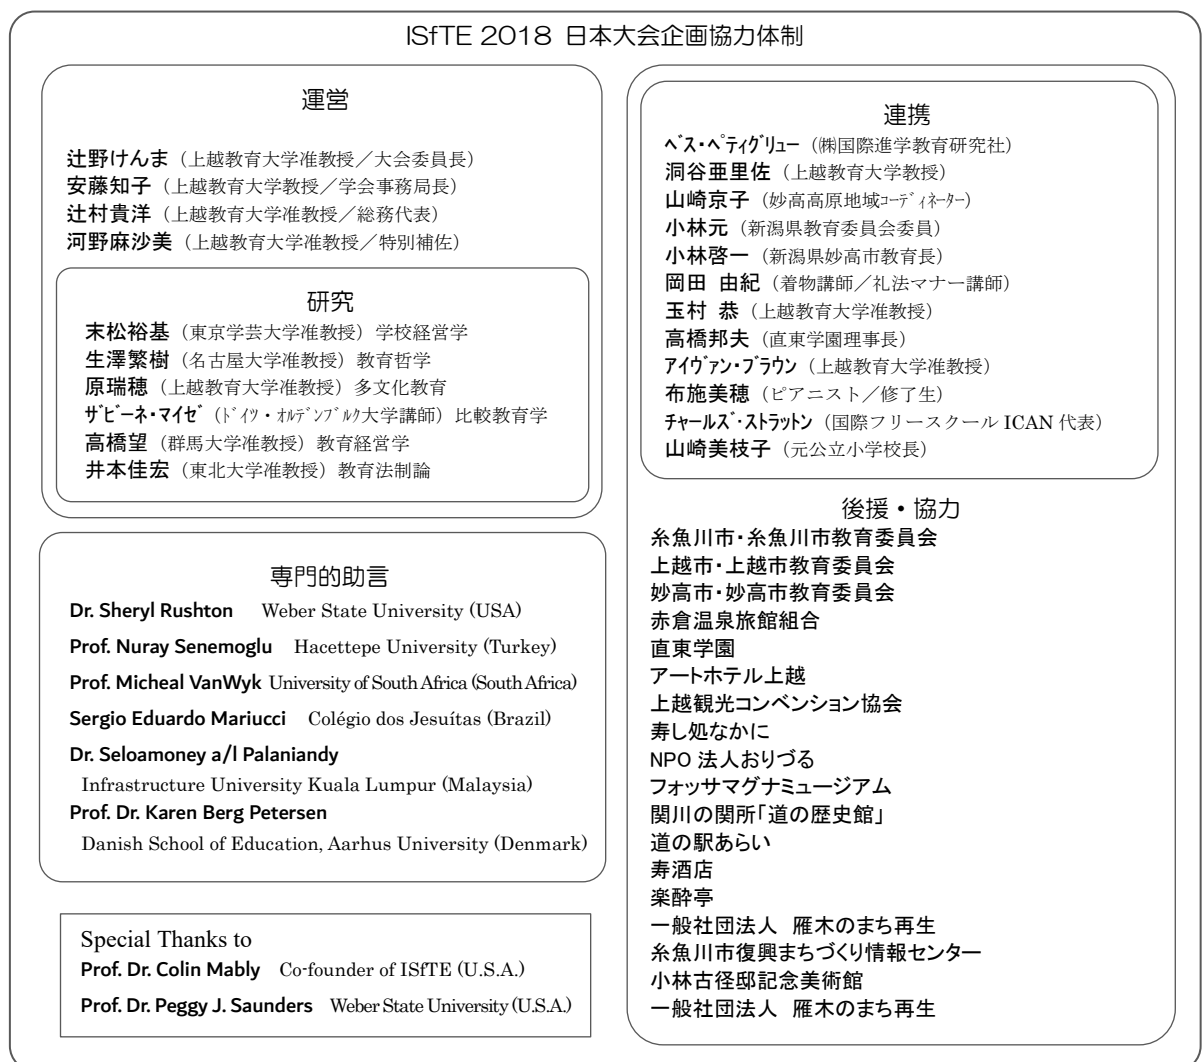 ISfTE 2018 日本大会企画協力体制
運営
辻野けんま（上越教育大学准教授／大会委員長）
安藤知子（上越教育大学教授／学会事務局長）
辻村貴洋（上越教育大学准教授／総務代表）
河野麻沙美（上越教育大学准教授／特別補佐）
研究
末松裕基（東京学芸大学准教授）学校経営学
生澤繁樹（名古屋大学准教授）教育哲学
原瑞穂（上越教育大学准教授）多文化教育
ｻﾞﾋﾞｰﾈ・ﾏｲｾﾞ（ﾄﾞｲﾂ・ｵﾙﾃﾞﾝﾌﾞﾙｸ大学講師）比較教育学
高橋望（群馬大学准教授）教育経営学
井本佳宏（東北大学准教授）教育法制論
専門的助言
Dr. Sheryl Rushton Weber State University (USA)
Prof. Nuray Senemoglu Hacettepe University (Turkey)
Prof. Micheal VanWyk University of South Africa (South Africa)
Sergio Eduardo Mariucci Colégio dos Jesuítas (Brazil)
Dr. Seloamoney a/l Palaniandy
Infrastructure University Kuala Lumpur (Malaysia)
Prof. Dr. Karen Berg Petersen
Danish School of Education, Aarhus University (Denmark)
Special Thanks to
Prof. Dr. Colin Mably Co-founder of ISfTE (U.S.A.)
Prof. Dr. Peggy J. Saunders Weber State University (U.S.A.)
連携
ﾍﾞｽ・ﾍﾟﾃｨｸﾞﾘｭｰ（㈱国際進学教育研究社）
洞谷亜里佐（上越教育大学教授）
山崎京子（妙高高原地域ｺｰﾃﾞｨﾈｰﾀｰ）
小林元（新潟県教育委員会委員）
小林啓一（新潟県妙高市教育長）
岡田 由紀（着物講師／礼法マナー講師）
玉村 恭（上越教育大学准教授）
高橋邦夫（直東学園理事長）
ｱｲｳﾞｧﾝ・ﾌﾞﾗｳﾝ（上越教育大学准教授）
布施美穂（ピアニスト／修了生）
ﾁｬｰﾙｽﾞ・ｽﾄﾗｯﾄﾝ（国際フリースクール ICAN 代表）
山崎美枝子（元公立小学校長）
後援・協力
糸魚川市・糸魚川市教育委員会
上越市・上越市教育委員会
妙高市・妙高市教育委員会
赤倉温泉旅館組合
直東学園
アートホテル上越
上越観光コンベンション協会
寿し処なかに
NPO 法人おりづる
フォッサマグナミュージアム
関川の関所「道の歴史館」
道の駅あらい
寿酒店
楽酔亭
一般社団法人 雁木のまち再生
糸魚川市復興まちづくり情報センター
小林古径邸記念美術館
一般社団法人 雁木のまち再生